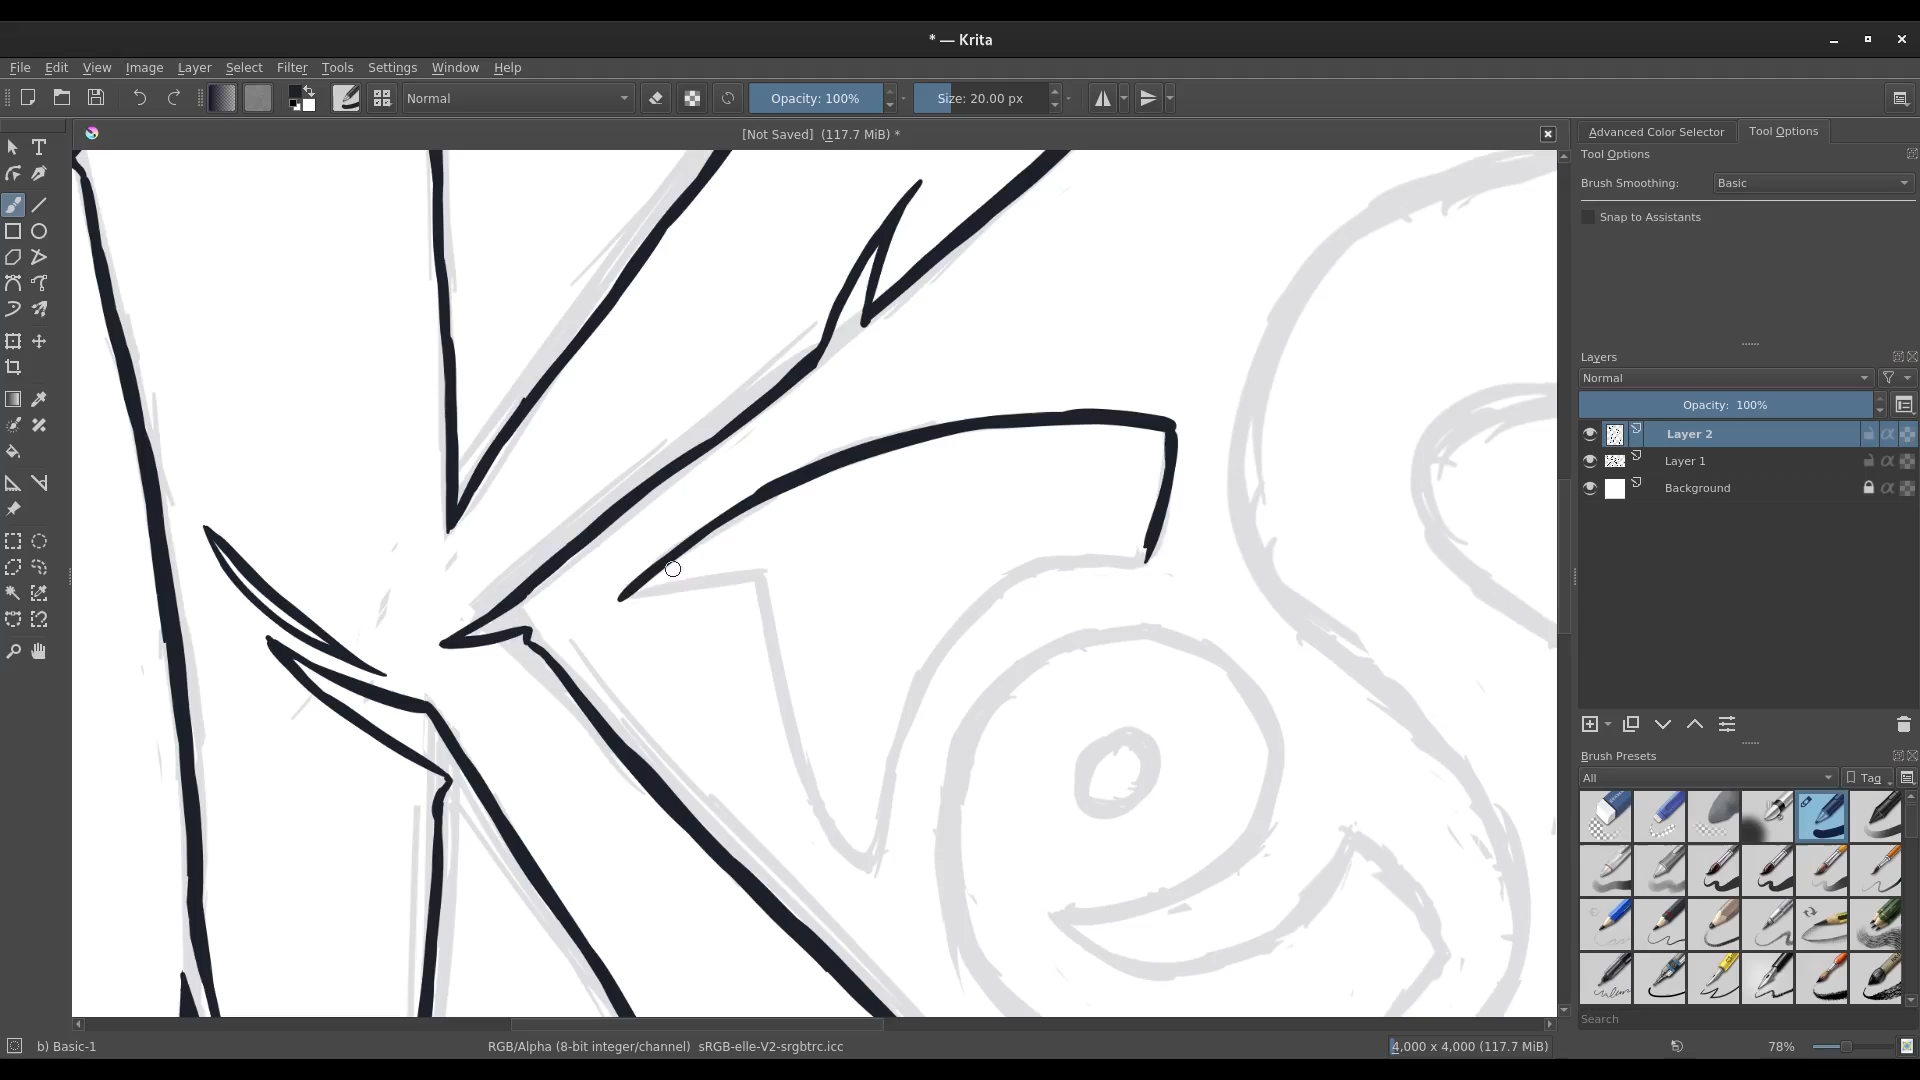 * — Krita
File Edit View Image Layer Select Filter Tools Settings Window Help
Normal Opacity: 100% Size: 20.00 px
[Not Saved] (117.7 MiB) *
Advanced Color Selector Tool Options
Tool Options
Brush Smoothing: Basic
Snap to Assistants
Layers
Normal
Opacity: 100%
Layer 2
Layer 1
Background
Brush Presets
All Tag
Search
b) Basic-1 RGB/Alpha (8-bit integer/channel) sRGB-elle-V2-srgbtrc.icc 4,000 x 4,000 (117.7 MiB) 78%